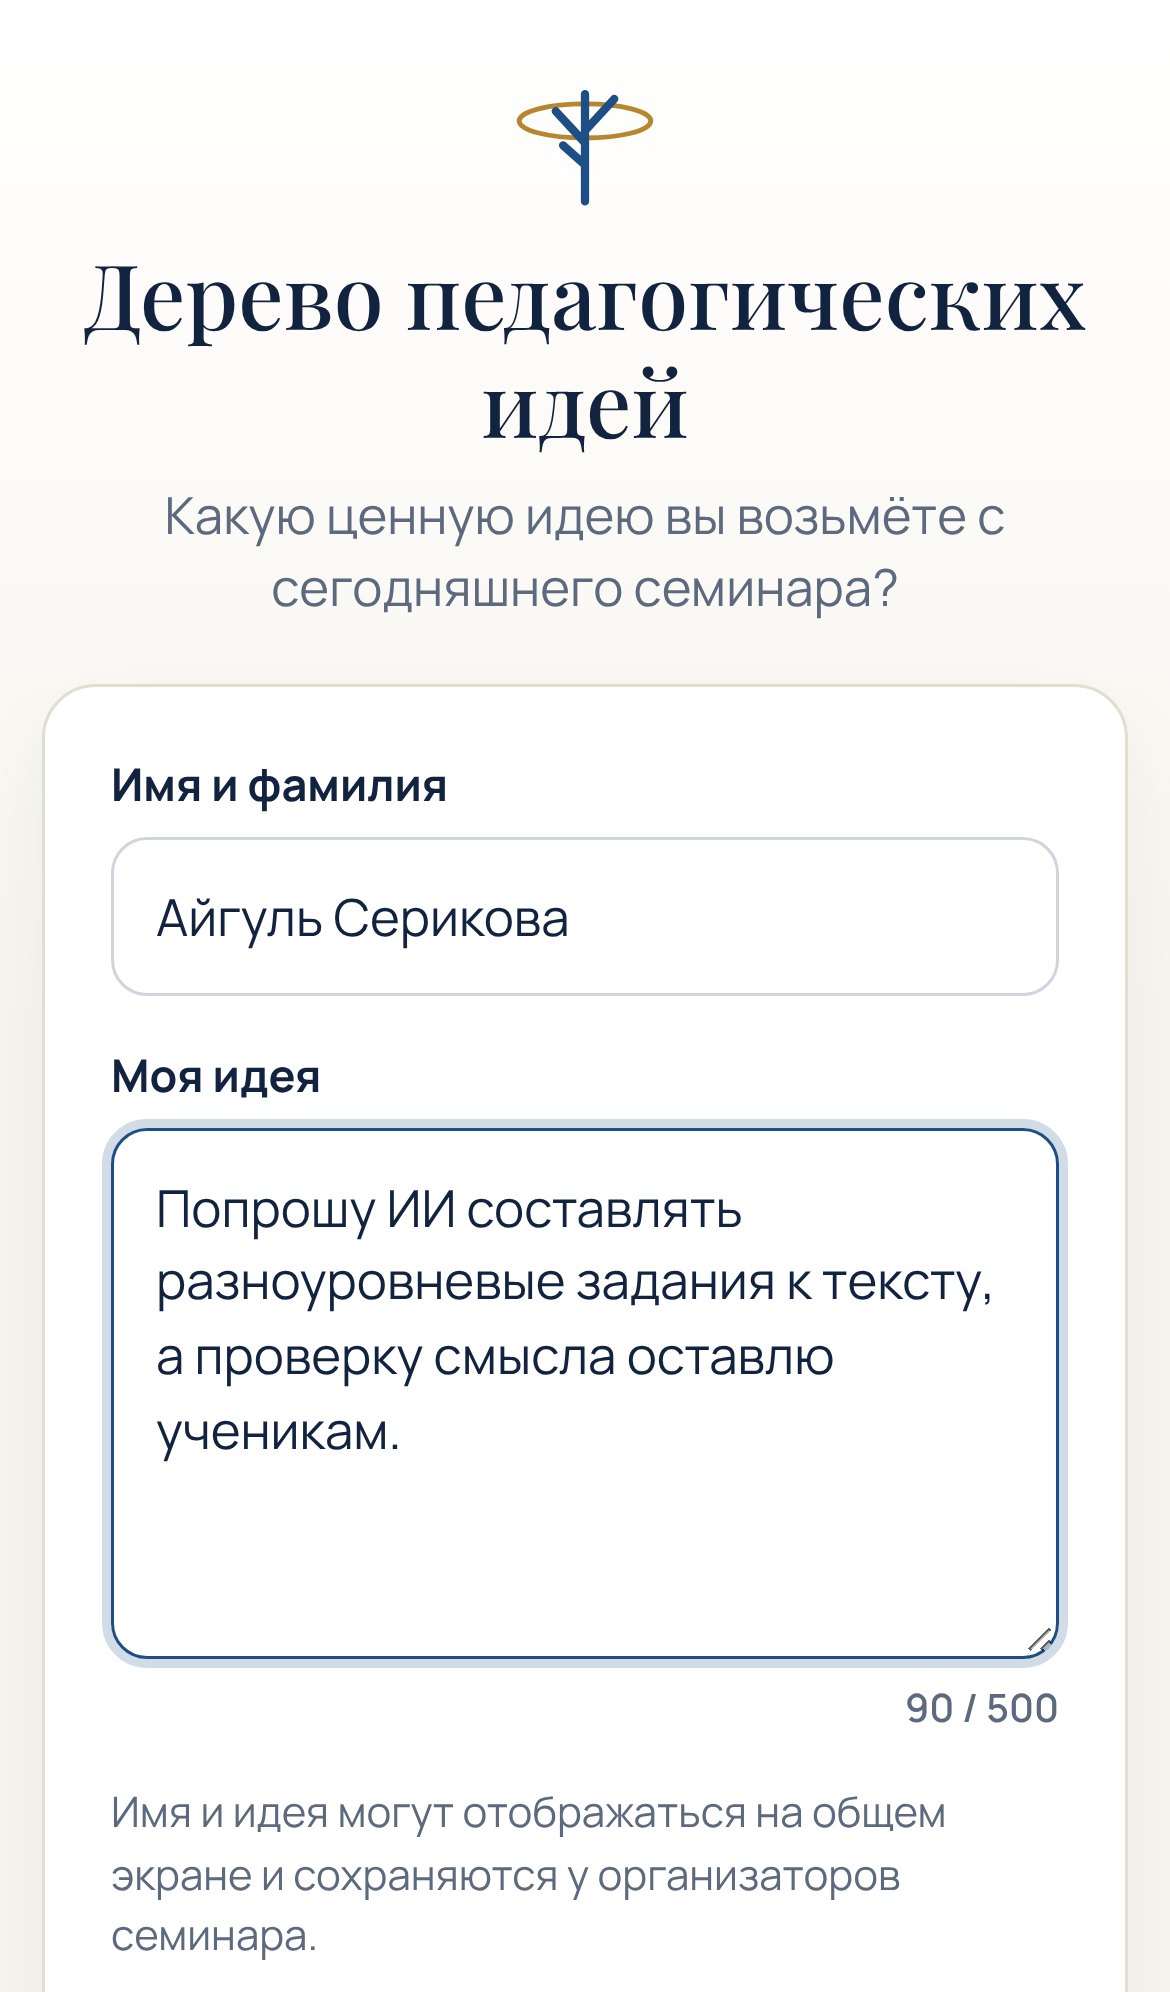 Дерево педагогических
идей
Какую ценную идею вы возьмёте с
сегодняшнего семинара?
Имя и фамилия
Айгуль Серикова
Моя идея
Попрошу ИИ составлять
разноуровневые задания к тексту,
а проверку смысла оставлю
ученикам.
90 / 500
Имя и идея могут отображаться на общем
экране и сохраняются у организаторов
семинара.